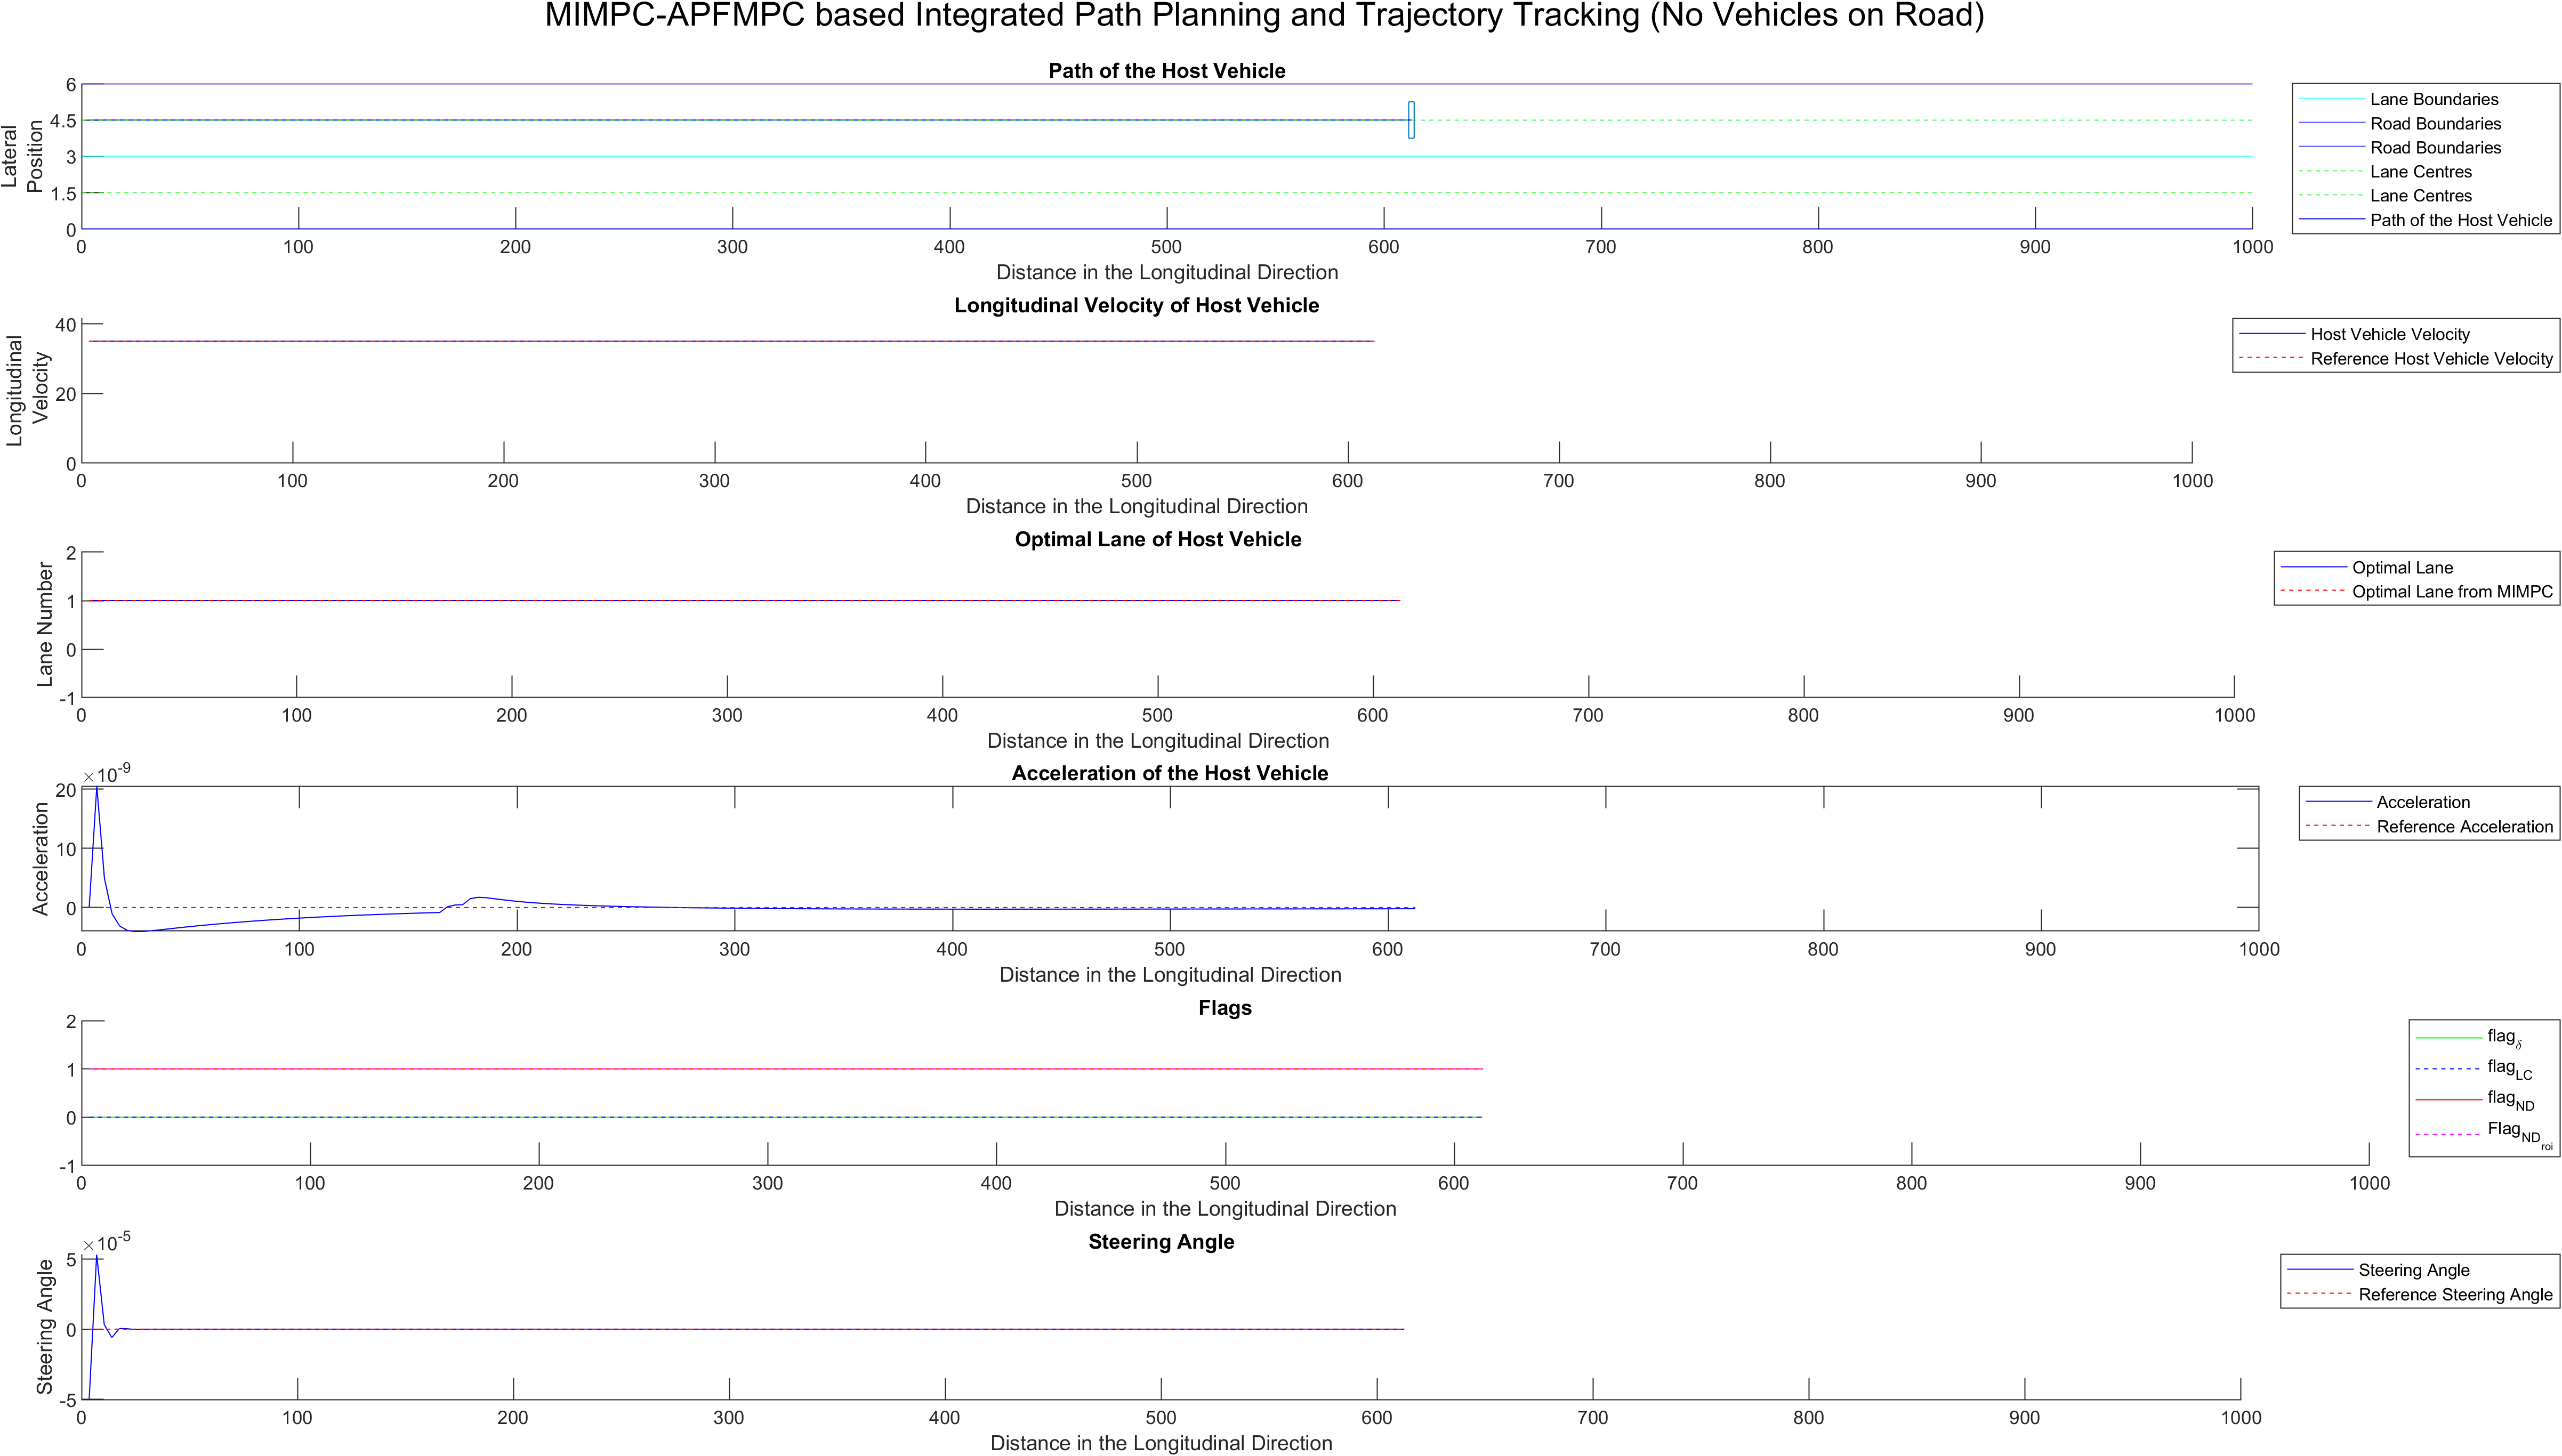 MIMPC-APFMPC based Integrated Path Planning and Trajectory Tracking (No Vehicles on Road)
Path of the Host Vehicle
Lateral
Position
6
4.5
3
1.5
0
0 100 200 300 400 500 600 700 800 900 1000
Distance in the Longitudinal Direction
Lane Boundaries
Road Boundaries
Road Boundaries
Lane Centres
Lane Centres
Path of the Host Vehicle
Longitudinal Velocity of Host Vehicle
Longitudinal
Velocity
40
20
0
0 100 200 300 400 500 600 700 800 900 1000
Distance in the Longitudinal Direction
Host Vehicle Velocity
Reference Host Vehicle Velocity
Optimal Lane of Host Vehicle
Lane Number
2
1
0
-1
0 100 200 300 400 500 600 700 800 900 1000
Distance in the Longitudinal Direction
Optimal Lane
Optimal Lane from MIMPC
Acceleration of the Host Vehicle
×10-9
Acceleration
20
10
0
0 100 200 300 400 500 600 700 800 900 1000
Distance in the Longitudinal Direction
Acceleration
Reference Acceleration
Flags
2
1
0
-1
0 100 200 300 400 500 600 700 800 900 1000
Distance in the Longitudinal Direction
flagδ
flagLC
flagND
FlagNDroi
Steering Angle
×10-5
Steering Angle
5
0
-5
0 100 200 300 400 500 600 700 800 900 1000
Distance in the Longitudinal Direction
Steering Angle
Reference Steering Angle